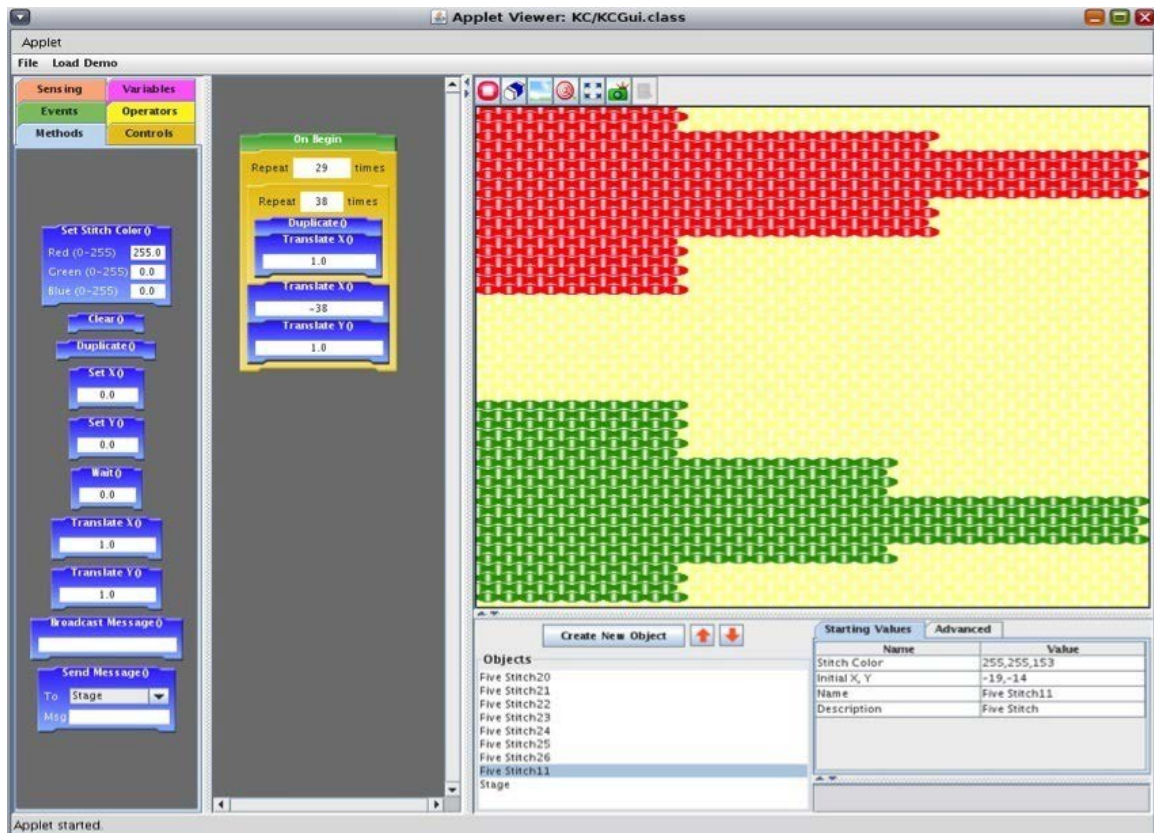 Applet Viewer: KC/KCGui.class
Applet
File Load Demo
Sensing Variables
Events Operators
Methods Controls
Set Stitch Color()
Red (0-255) 255.0
Green (0-255) 0.0
Blue (0-255) 0.0
Clear()
Duplicate()
Set X()
0.0
Set Y()
0.0
Wait()
0.0
Translate X()
1.0
Translate Y()
1.0
Broadcast Message()
Send Message()
To Stage
Msg
On Begin
Repeat 29 times
Repeat 38 times
Duplicate()
Translate X()
1.0
Translate X()
-38
Translate Y()
1.0
Create New Object
Objects
Five Stitch20
Five Stitch21
Five Stitch22
Five Stitch23
Five Stitch24
Five Stitch25
Five Stitch26
Five Stitch11
Stage
Starting Values Advanced
Name Value
Stitch Color 255,255,153
Initial X, Y -19,-14
Name Five Stitch11
Description Five Stitch
Applet started.